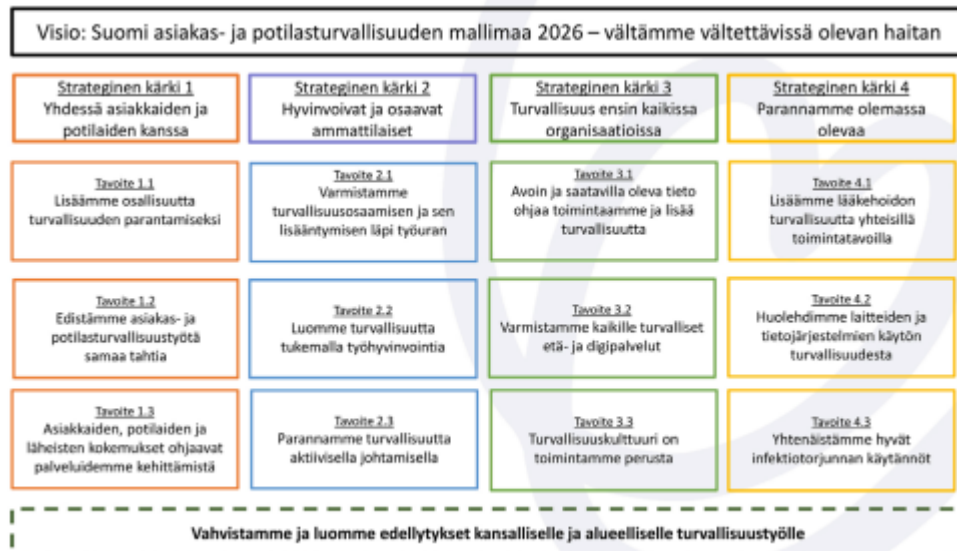 Visio: Suomi asiakas- ja potilasturvallisuuden mallimaa 2026 – vältämme vältettävissä olevan haitan
Strateginen kärki 1
Yhdessä asiakkaiden ja
potilaiden kanssa
Strateginen kärki 2
Hyvinvoivat ja osaavat
ammattilaiset
Strateginen kärki 3
Turvallisuus ensin kaikissa
organisaatioissa
Strateginen kärki 4
Parannamme olemassa
olevaa
Tavoite 1.1
Lisäämme osallisuutta
turvallisuuden parantamiseksi
Tavoite 2.1
Varmistamme
turvallisuusosaamisen ja sen
lisääntymisen läpi työuran
Tavoite 3.1
Avoin ja saatavilla oleva tieto
ohjaa toimintaamme ja lisää
turvallisuutta
Tavoite 4.1
Lisäämme lääkehoidon
turvallisuutta yhteisillä
toimintatavoilla
Tavoite 1.2
Edistämme asiakas- ja
potilasturvallisuustyötä
samaa tahtia
Tavoite 2.2
Luomme turvallisuutta
tukemalla työhyvinvointia
Tavoite 3.2
Varmistamme kaikille turvalliset
etä- ja digipalvelut
Tavoite 4.2
Huolehdimme laitteiden ja
tietojärjestelmien käytön
turvallisuudesta
Tavoite 1.3
Asiakkaiden, potilaiden ja
läheisten kokemukset ohjaavat
palveluidemme kehittämistä
Tavoite 2.3
Parannamme turvallisuutta
aktiivisella johtamisella
Tavoite 3.3
Turvallisuuskulttuuri on
toimintamme perusta
Tavoite 4.3
Yhtenäistämme hyvät
infektiotorjunnan käytännöt
Vahvistamme ja luomme edellytykset kansalliselle ja alueelliselle turvallisuustyölle